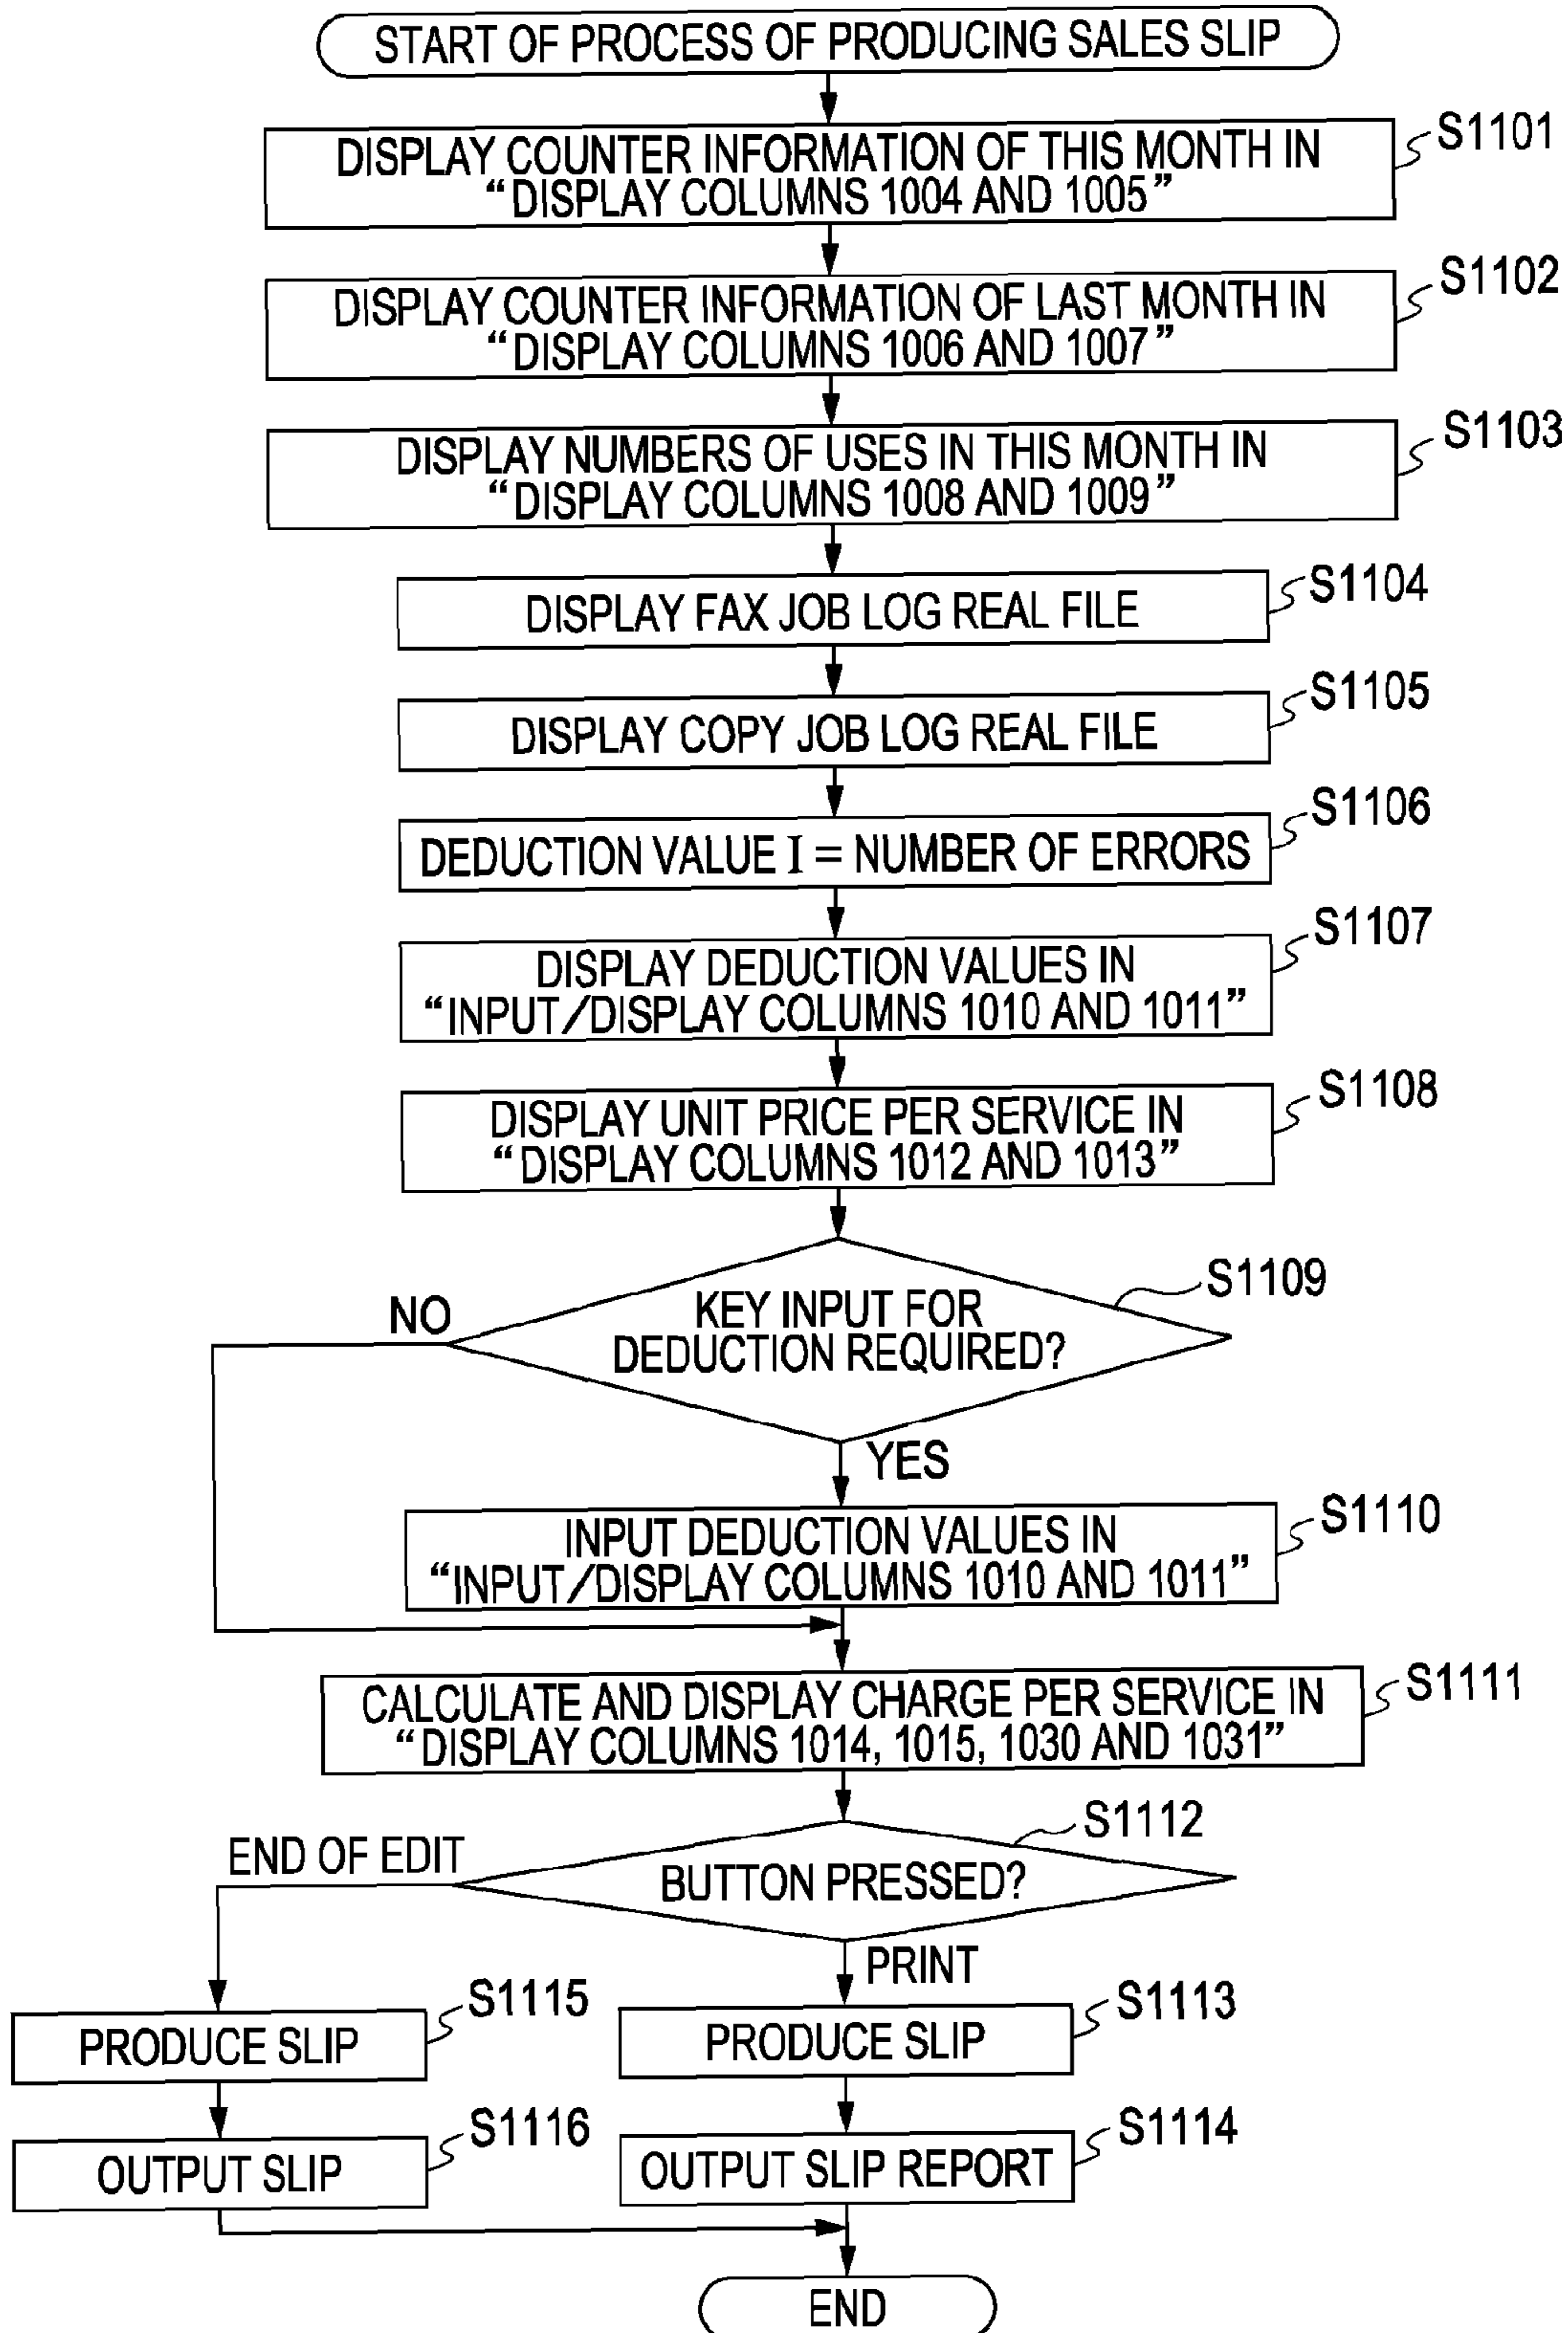 START OF PROCESS OF PRODUCING SALES SLIP
S1101
DISPLAY COUNTER INFORMATION OF THIS MONTH IN
“DISPLAY COLUMNS 1004 AND 1005”
S1102
DISPLAY COUNTER INFORMATION OF LAST MONTH IN
“DISPLAY COLUMNS 1006 AND 1007”
S1103
DISPLAY NUMBERS OF USES IN THIS MONTH IN
“DISPLAY COLUMNS 1008 AND 1009”
S1104
DISPLAY FAX JOB LOG REAL FILE
S1105
DISPLAY COPY JOB LOG REAL FILE
S1106
DEDUCTION VALUE I = NUMBER OF ERRORS
S1107
DISPLAY DEDUCTION VALUES IN
“INPUT/DISPLAY COLUMNS 1010 AND 1011”
S1108
DISPLAY UNIT PRICE PER SERVICE IN
“DISPLAY COLUMNS 1012 AND 1013”
S1109
NO
KEY INPUT FOR
DEDUCTION REQUIRED?
YES
S1110
INPUT DEDUCTION VALUES IN
“INPUT/DISPLAY COLUMNS 1010 AND 1011”
S1111
CALCULATE AND DISPLAY CHARGE PER SERVICE IN
“DISPLAY COLUMNS 1014, 1015, 1030 AND 1031”
S1112
END OF EDIT
BUTTON PRESSED?
PRINT
S1115
S1113
PRODUCE SLIP
PRODUCE SLIP
S1116
S1114
OUTPUT SLIP
OUTPUT SLIP REPORT
END